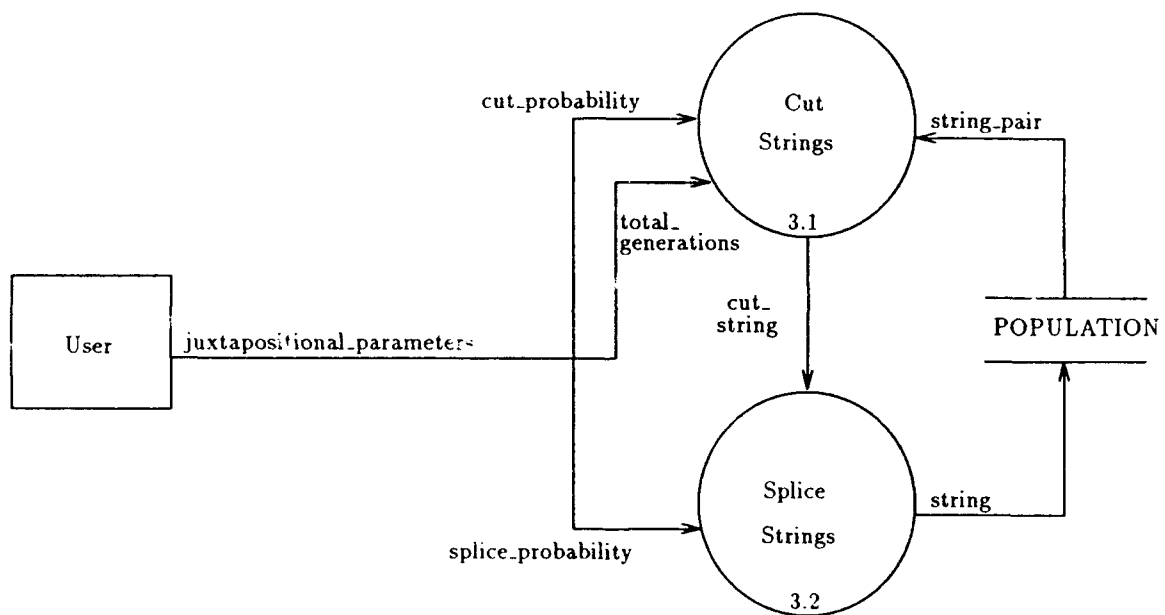 cut_probability
Cut
Strings
string_pair
3.1
total_
generations
User
juxtapositional_parameters
cut_
string
POPULATION
Splice
Strings
string
splice_probability
3.2